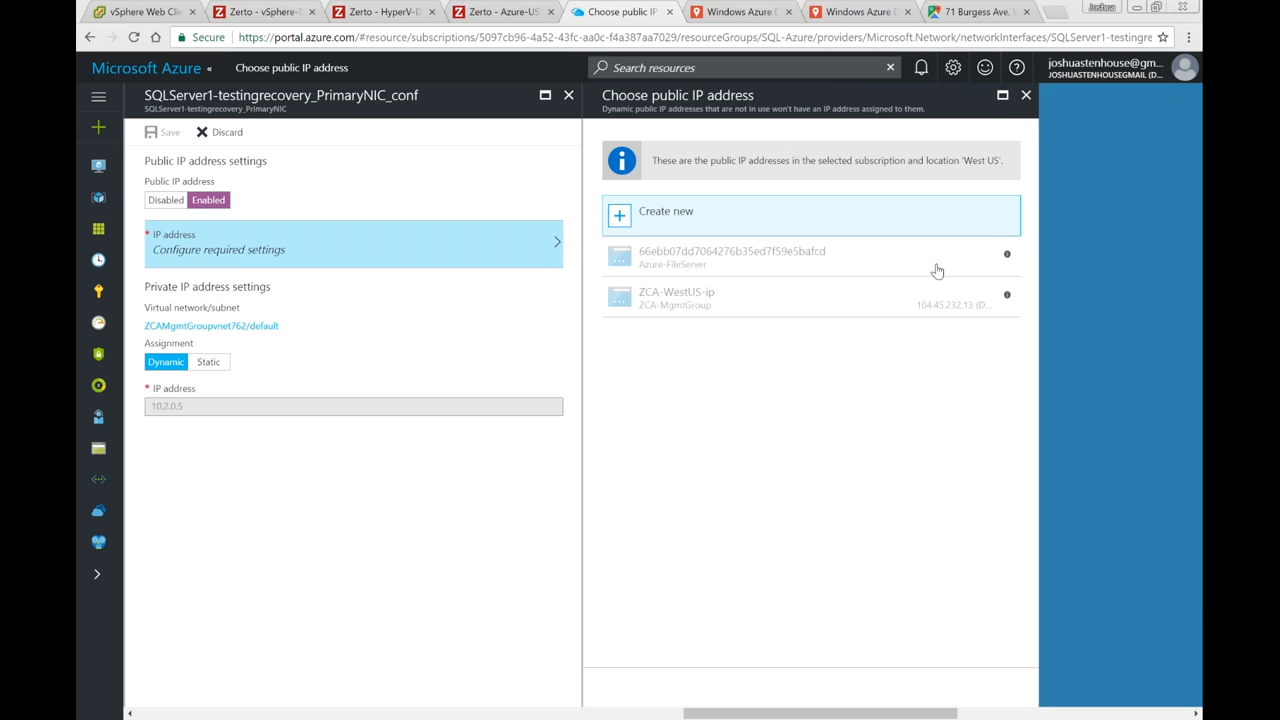 vSphere Web Clie
Zerto - vSphere-
Zerto - HyperV-D
Zerto - Azure-US
Choose public IP
Windows Azure D
Windows Azure D
71 Burgess Ave, V
Joshua
Secure
https://portal.azure.com/#resource/subscriptions/5097cb96-4a52-43fc-aa0c-f4a387aa7029/resourceGroups/SQL-Azure/providers/Microsoft.Network/networkInterfaces/SQLServer1-testingre
Microsoft Azure «
Choose public IP address
Search resources
joshuastenhouse@gm...
JOSHUASTENHOUSEGMAIL (D...
SQLServer1-testingrecovery_PrimaryNIC_conf
SQLServer1-testingrecovery_PrimaryNIC
Save
Discard
Public IP address settings
Public IP address
Disabled Enabled
* IP address
Configure required settings
Private IP address settings
Virtual network/subnet
ZCAMgmtGroupvnet762/default
Assignment
Dynamic Static
* IP address
10.2.0.5
Choose public IP address
Dynamic public IP addresses that are not in use won't have an IP address assigned to them.
These are the public IP addresses in the selected subscription and location 'West US'.
Create new
66ebb07dd7064276b35ed7f59e5bafcd
Azure-FileServer
ZCA-WestUS-ip
ZCA-MgmtGroup
104.45.232.13 (D...